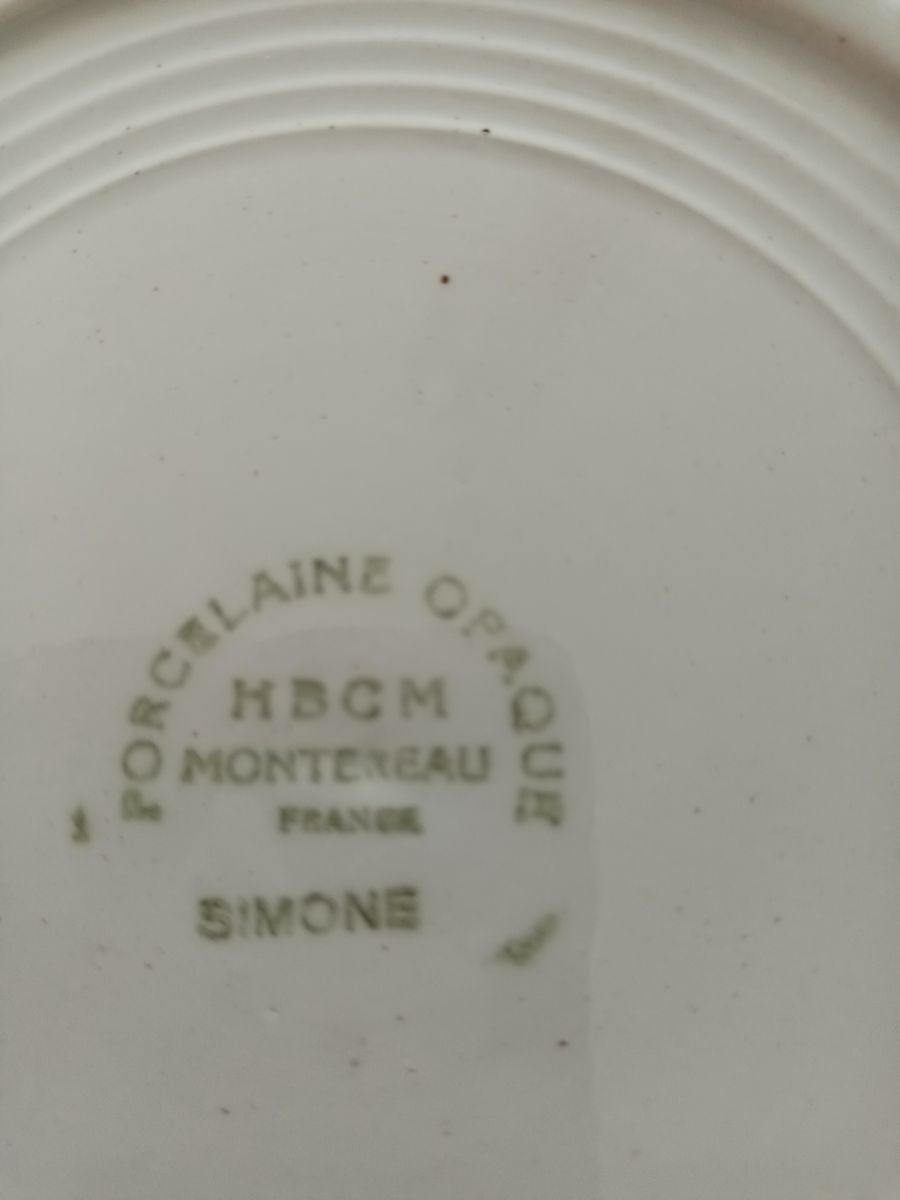 PORCELAINE OPAQUE
HBCM
MONTEREAU
FRANCE
SIMONE